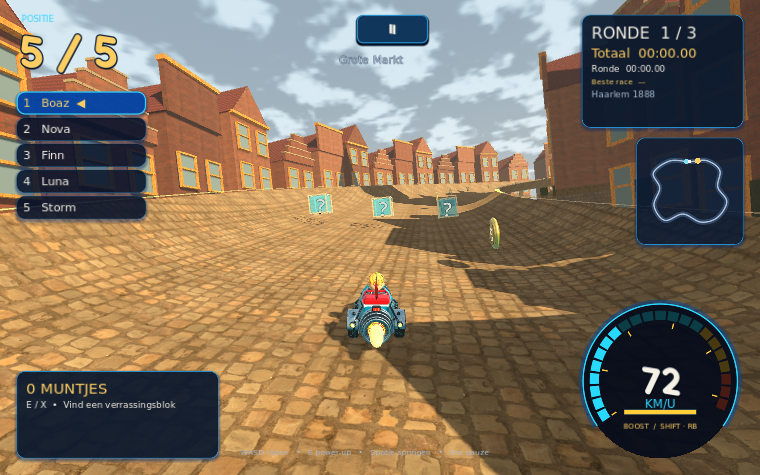 POSITIE
5 / 5
1 Boaz ◀
2 Nova
3 Finn
4 Luna
5 Storm
Grote Markt
RONDE 1 / 3
Totaal 00:00.00
Ronde 00:00.00
Beste race —
Haarlem 1888
?
?
?
0 MUNTJES
E / X • Vind een verrassingsblok
72
KM/U
BOOST / SHIFT · RB